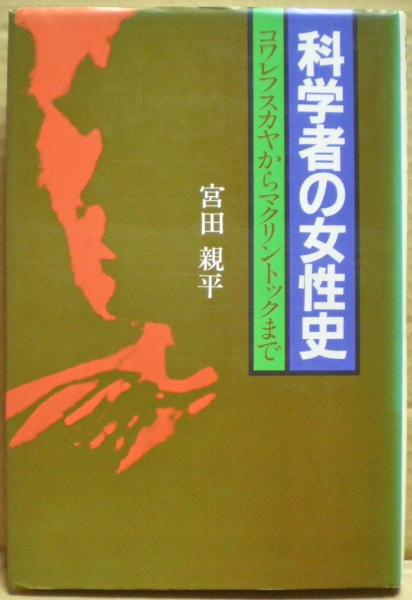 科学者の女性史
コワレフスカヤからマクリントックまで
宮田 親平